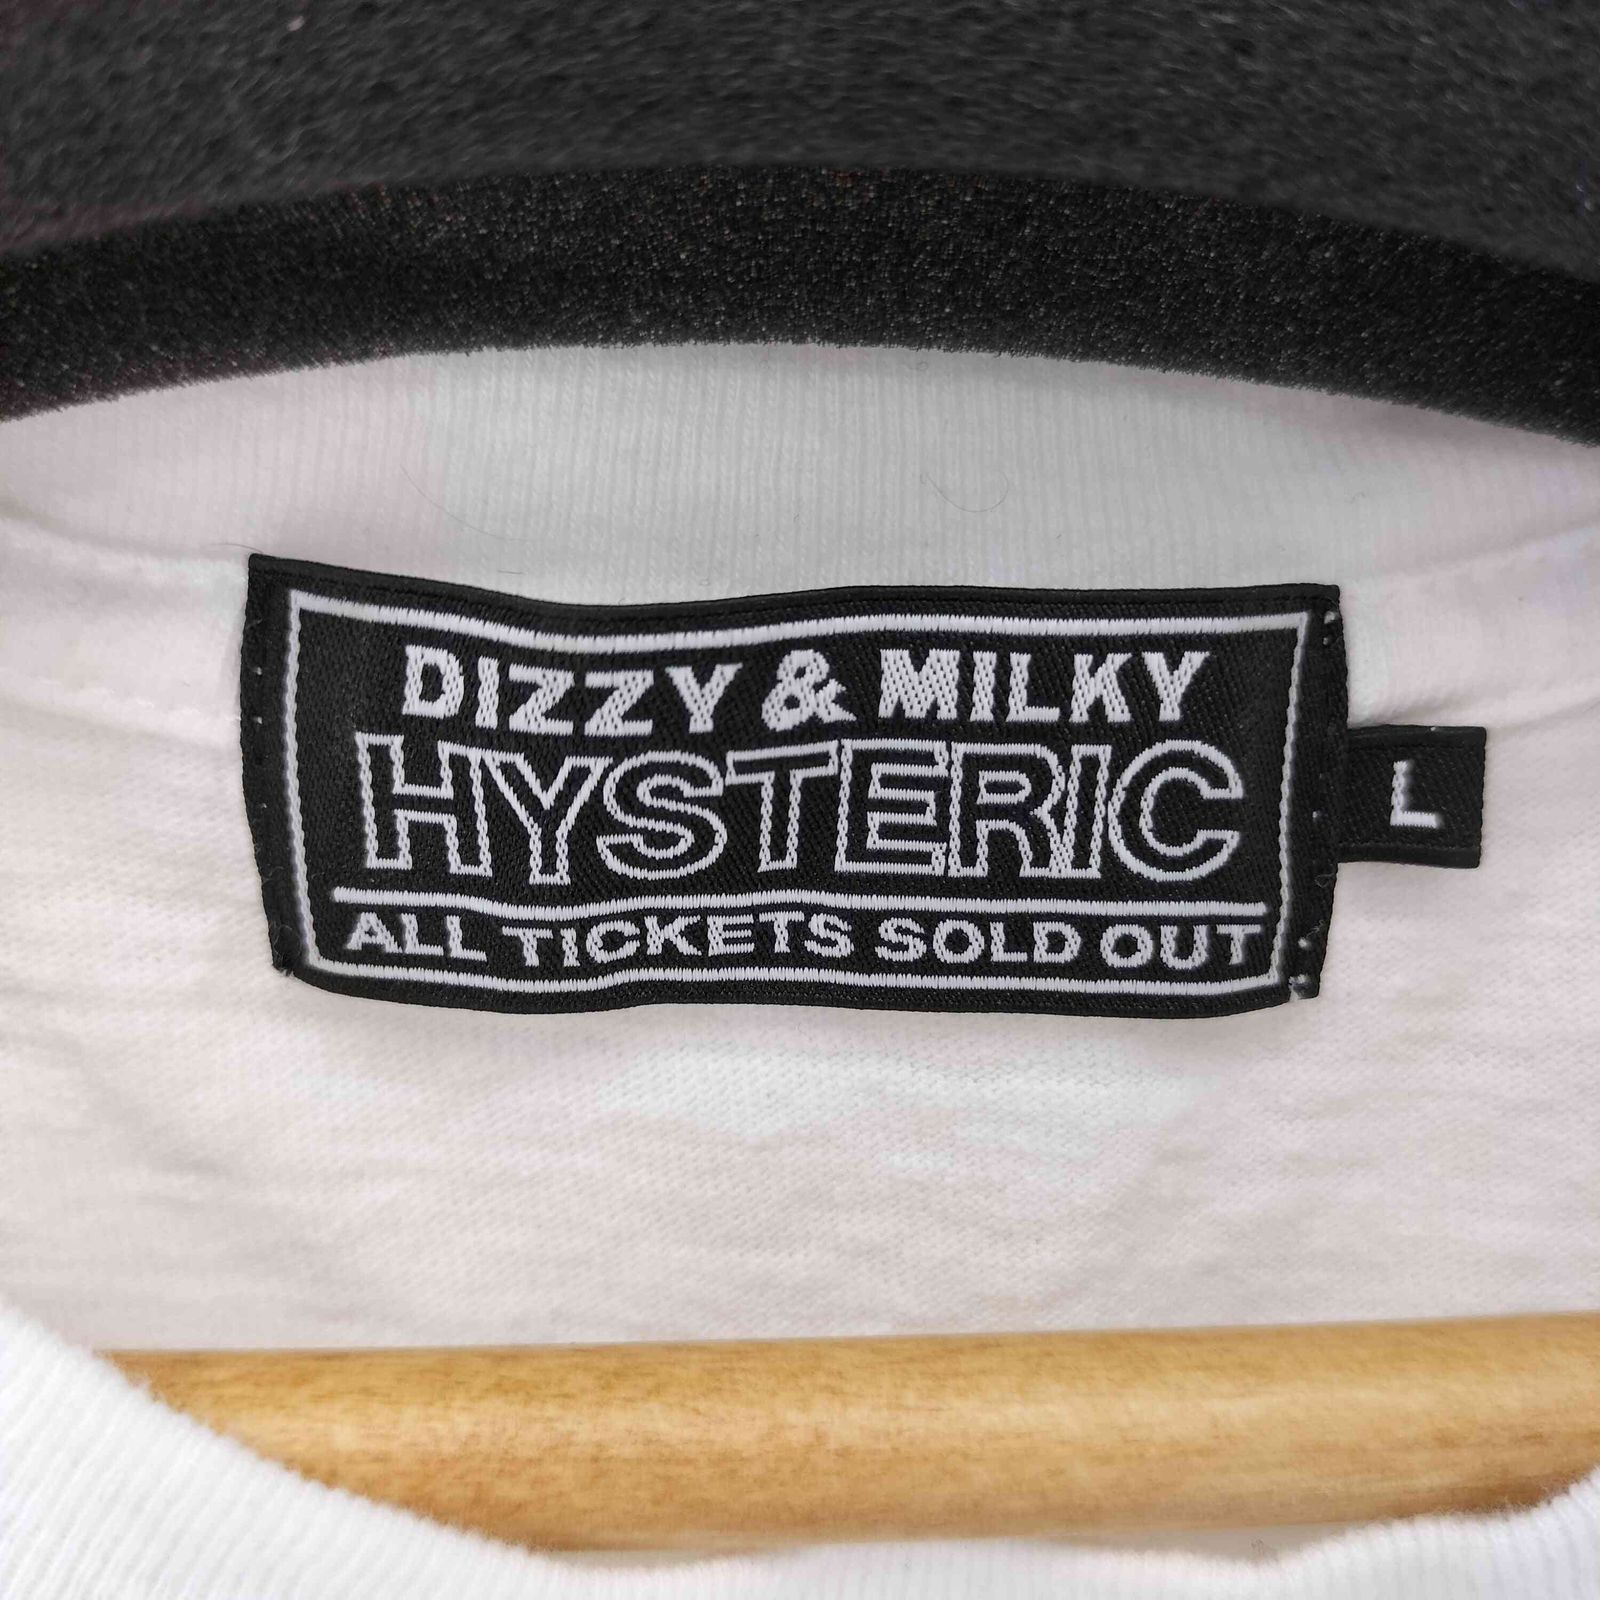 DIZZY & MILKY
HYSTERIC
ALL TICKETS SOLD OUT
L